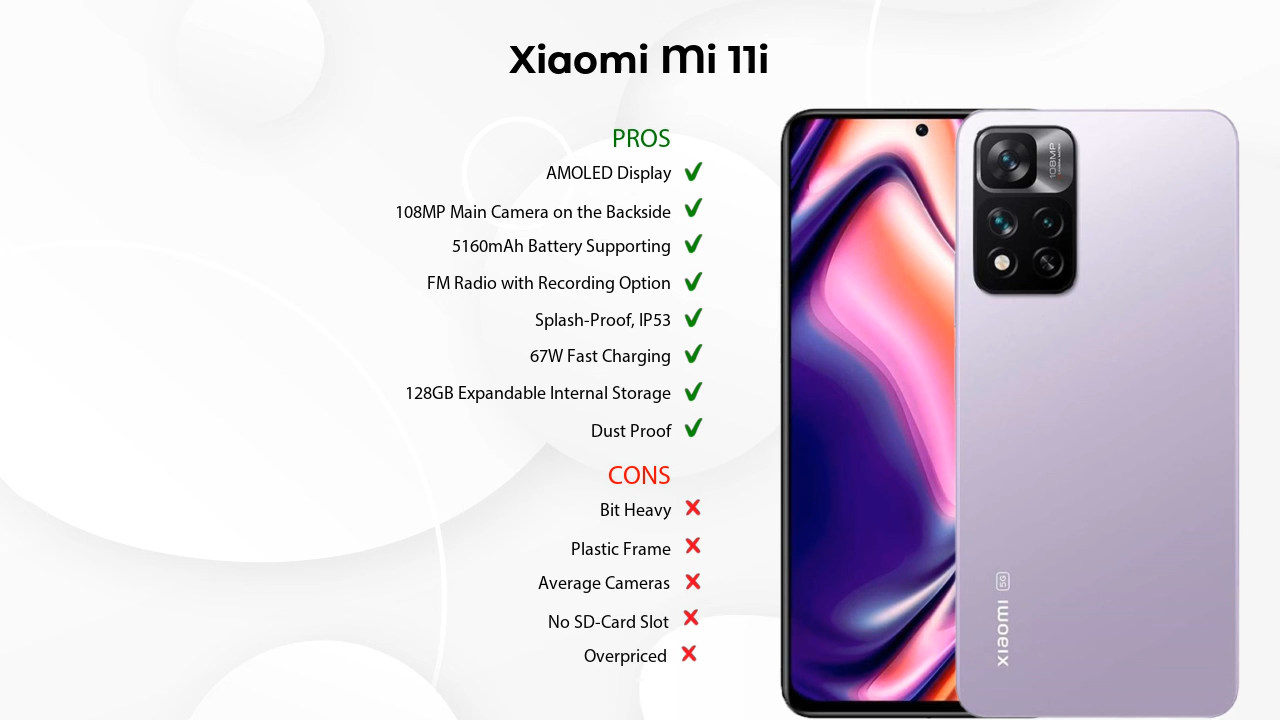 Xiaomi Mi 11i
PROS
AMOLED Display
108MP Main Camera on the Backside
5160mAh Battery Supporting
FM Radio with Recording Option
Splash-Proof, IP53
67W Fast Charging
128GB Expandable Internal Storage
Dust Proof
CONS
Bit Heavy
Plastic Frame
Average Cameras
No SD-Card Slot
Overpriced
108MP
xiaomi 5G